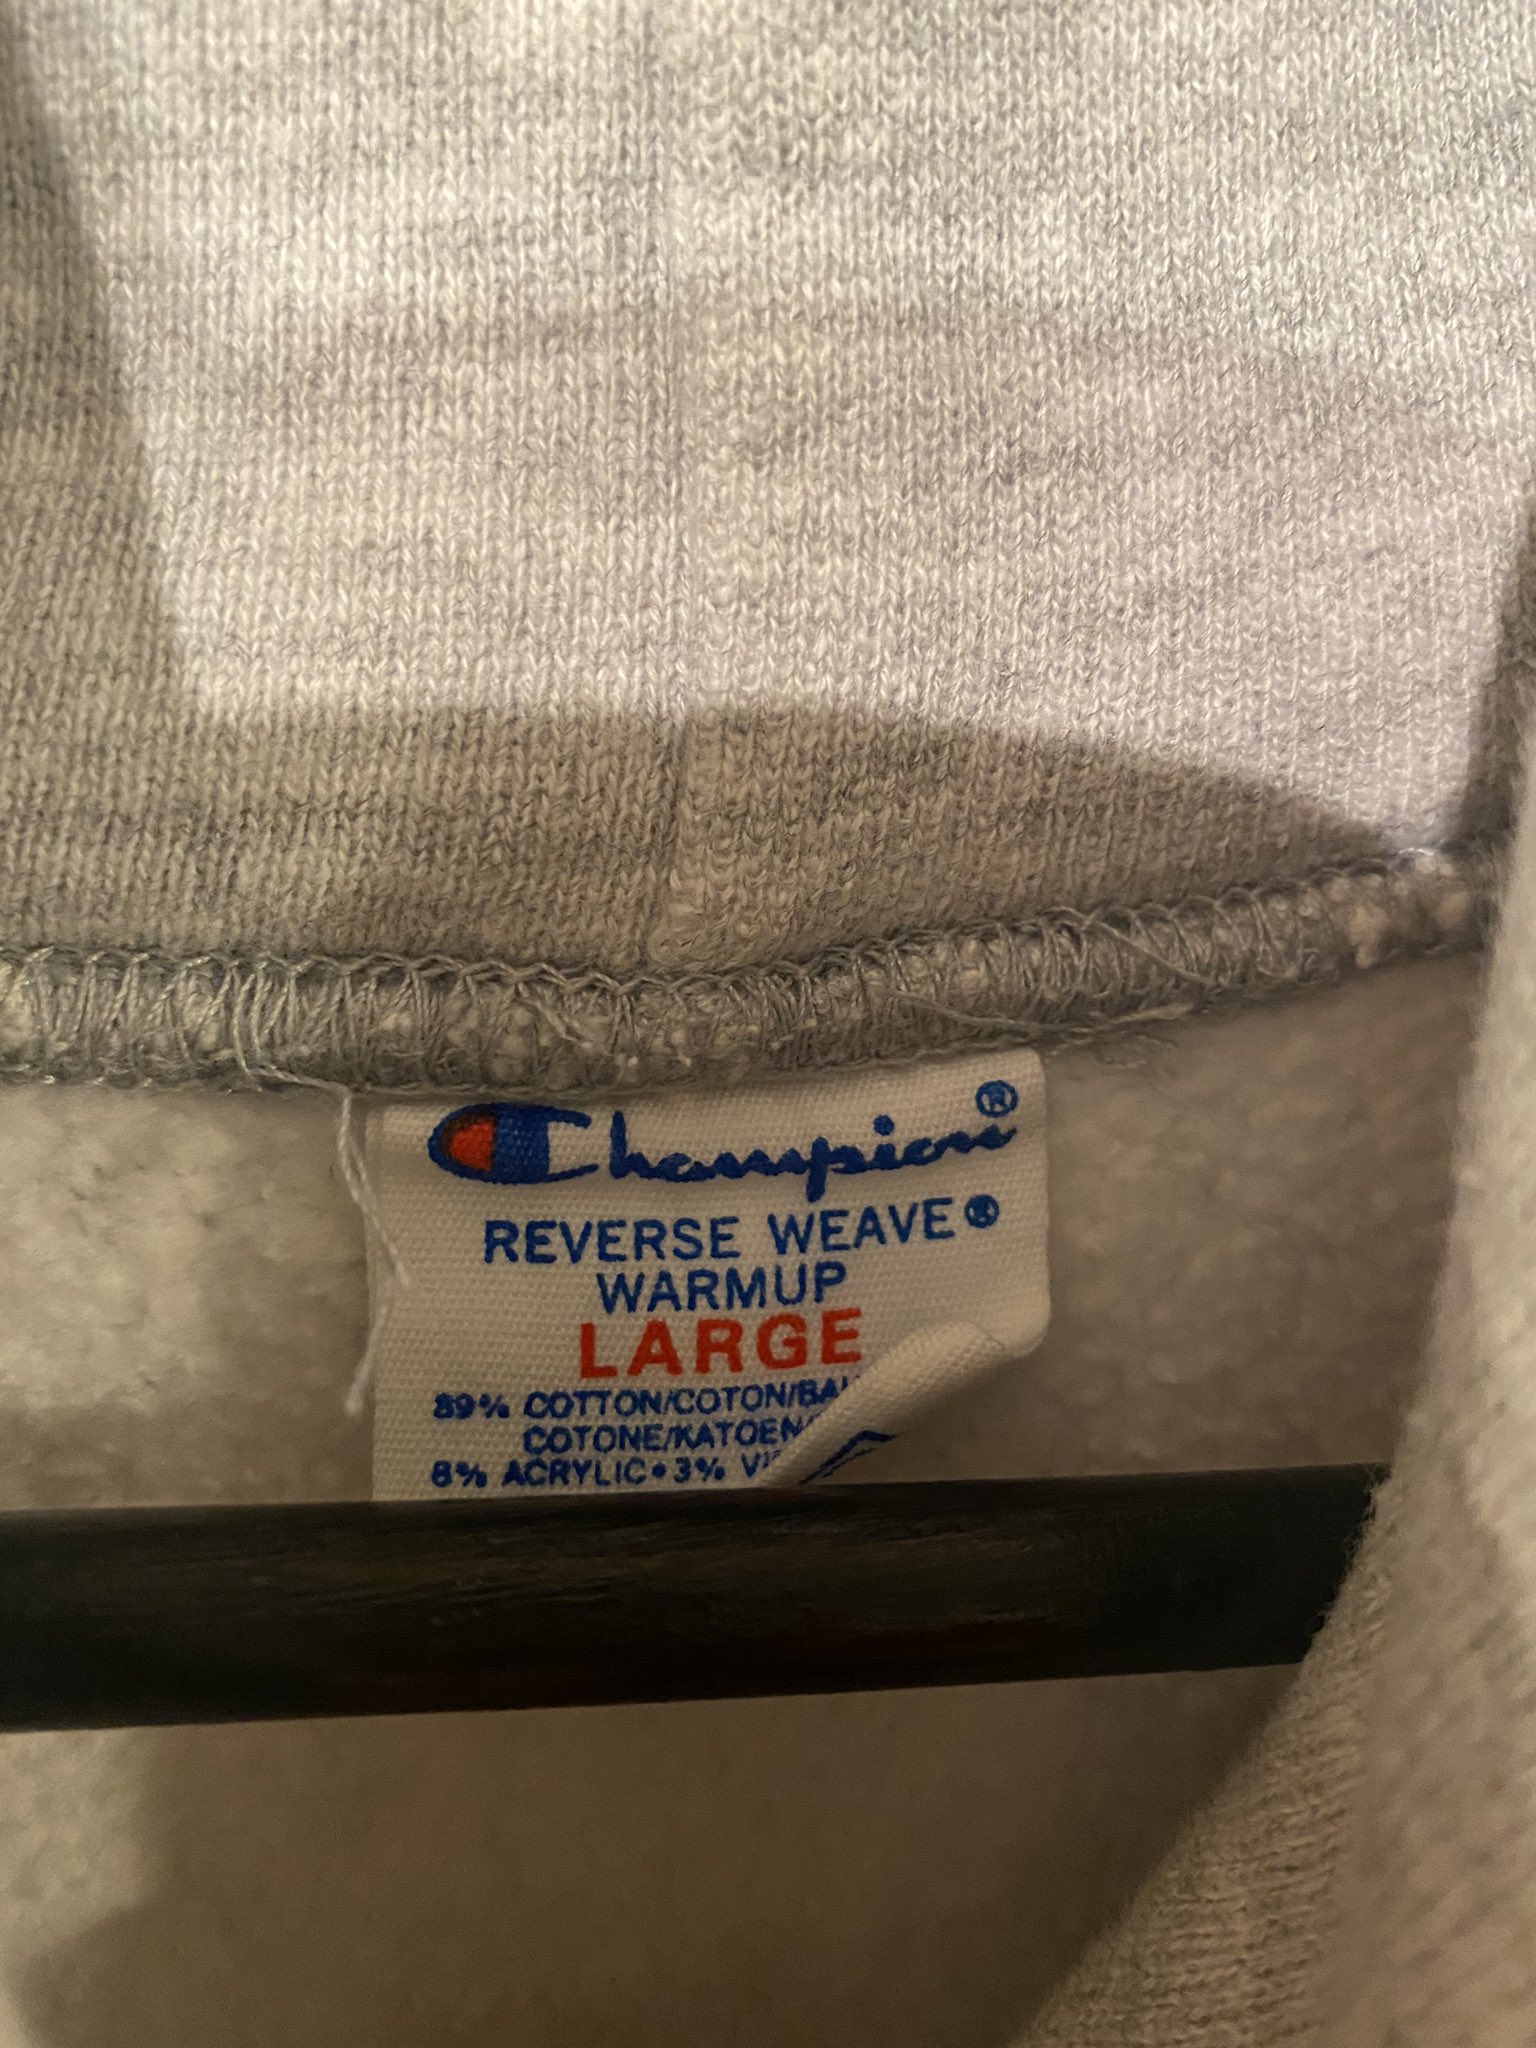 Champion®
REVERSE WEAVE®
WARMUP
LARGE
89% COTTON/COTON/
COTONE/KATOEN/
8% ACRYLIC • 3%